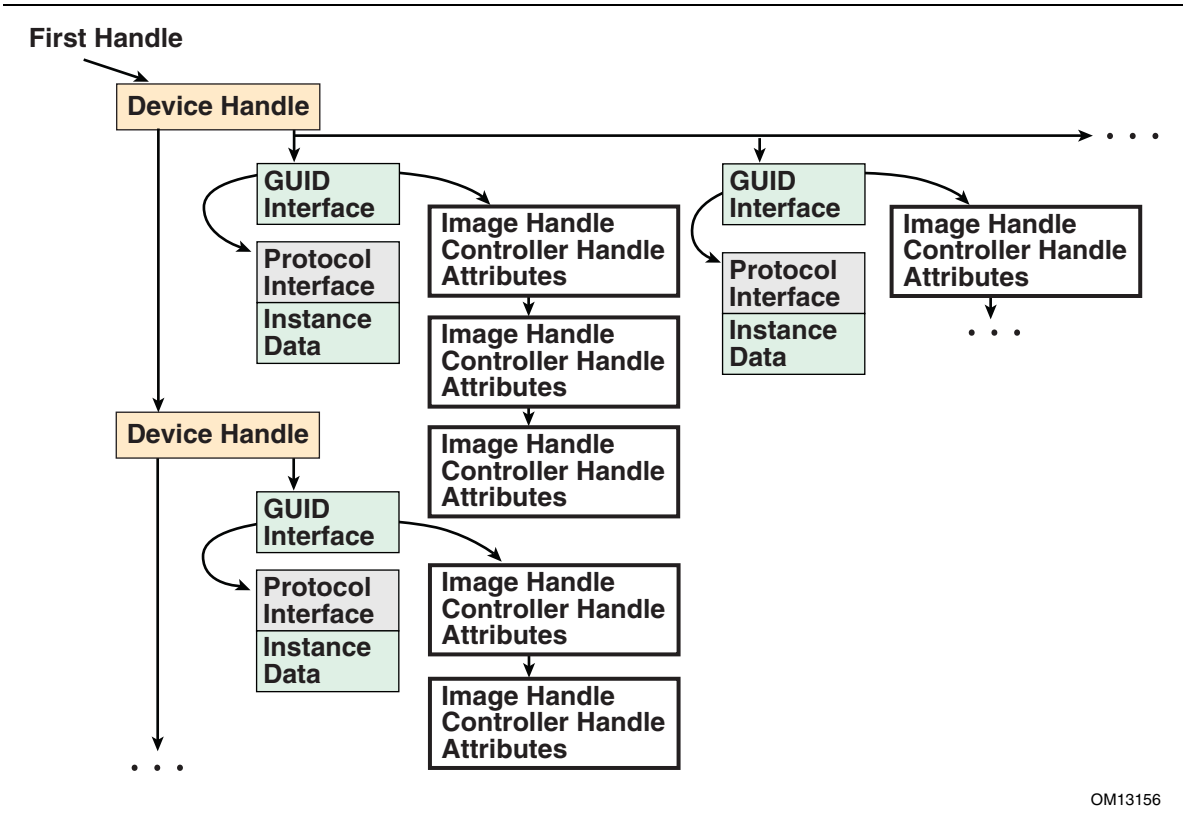 First Handle
Device Handle
. . .
GUID
Interface
Image Handle
Controller Handle
Attributes
Protocol
Interface
Instance
Data
Image Handle
Controller Handle
Attributes
Image Handle
Controller Handle
Attributes
GUID
Interface
Image Handle
Controller Handle
Attributes
. . .
Protocol
Interface
Instance
Data
Device Handle
GUID
Interface
Protocol
Interface
Instance
Data
Image Handle
Controller Handle
Attributes
Image Handle
Controller Handle
Attributes
. . .
OM13156